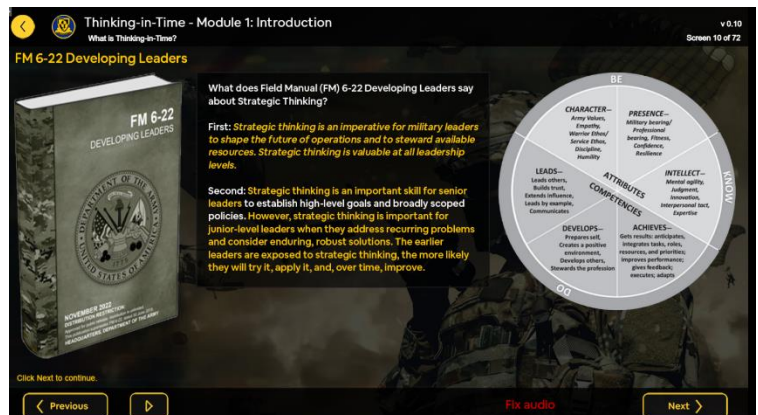 Thinking-in-Time - Module 1: Introduction
What is Thinking-in-Time?
v 0.10
Screen 10 of 72
FM 6-22 Developing Leaders
FM 6-22
DEVELOPING LEADERS
DEPARTMENT OF THE ARMY
UNITED STATES OF AMERICA
NOVEMBER 2022
DISTRIBUTION RESTRICTION:
HEADQUARTERS, DEPARTMENT OF THE ARMY
What does Field Manual (FM) 6-22 Developing Leaders say
about Strategic Thinking?
First: Strategic thinking is an imperative for military leaders
to shape the future of operations and to steward available
resources. Strategic thinking is valuable at all leadership
levels.
Second: Strategic thinking is an important skill for senior
leaders to establish high-level goals and broadly scoped
policies. However, strategic thinking is important for
junior-level leaders when they address recurring problems
and consider enduring, robust solutions. The earlier
leaders are exposed to strategic thinking, the more likely
they will try it, apply it, and, over time, improve.
BE
KNOW
DO
CHARACTER—
Army Values,
Empathy,
Warrior Ethos/
Service Ethos,
Discipline,
Humility
PRESENCE—
Military bearing/
Professional
bearing, Fitness,
Confidence,
Resilience
INTELLECT—
Mental agility,
Judgment,
Innovation,
Interpersonal tact,
Expertise
ATTRIBUTES
COMPETENCIES
LEADS—
Leads others,
Builds trust,
Extends influence,
Leads by example,
Communicates
DEVELOPS—
Prepares self,
Creates a positive
environment,
Develops others,
Stewards the profession
ACHIEVES—
Gets results: anticipates,
integrates tasks, roles,
resources, and priorities;
improves performance;
gives feedback;
executes; adapts
Click Next to continue.
Previous
Fix audio
Next